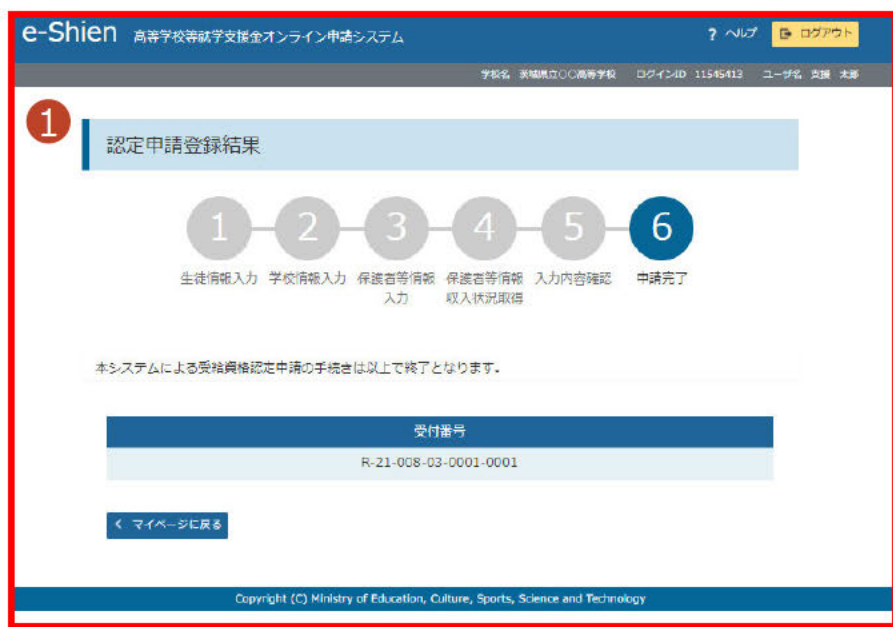 e-Shien 高等学校等就学支援金オンライン申請システム ? ヘルプ ログアウト
学校名 茨城県立〇〇高等学校 ログインID 11545413 ユーザ名 支援 太郎
1
認定申請登録結果
1 2 3 4 5 6
生徒情報入力 学校情報入力 保護者等情報 保護者等情報 入力内容確認 申請完了
入力 収入状況取得
本システムによる受給資格認定申請の手続きは以上で終了となります。
受付番号
R-21-008-03-0001-0001
マイページに戻る
Copyright (C) Ministry of Education, Culture, Sports, Science and Technology